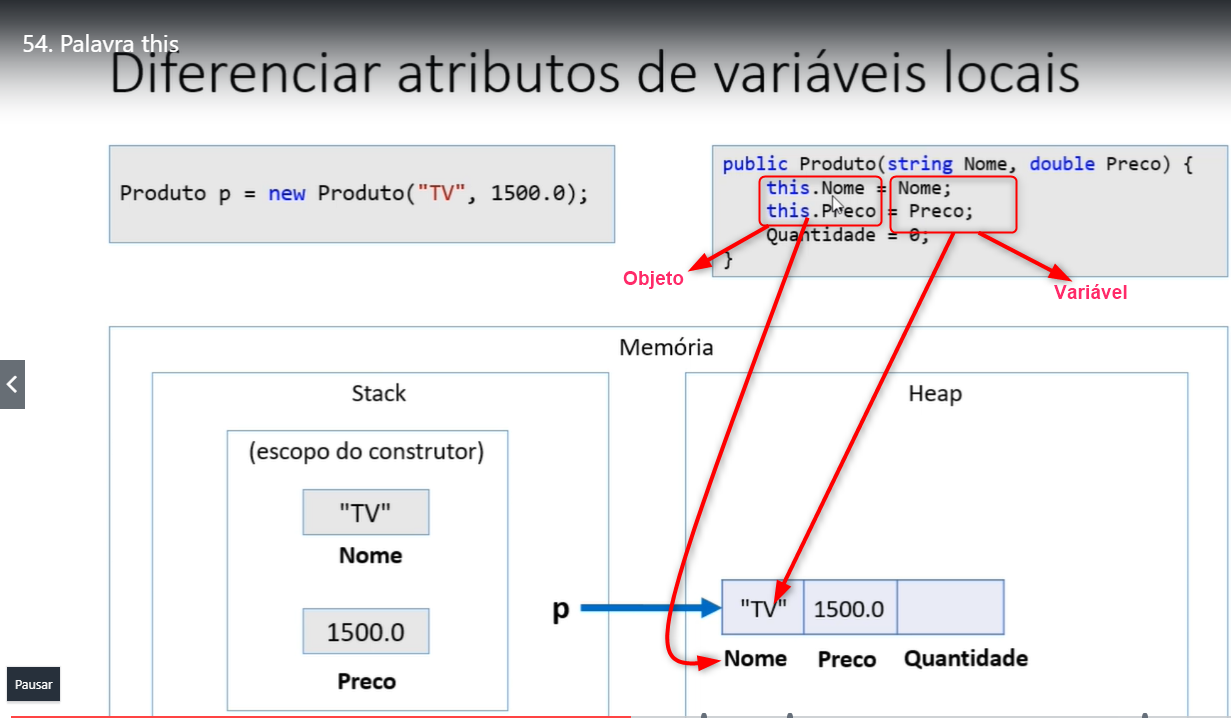 54. Palavra this
Diferenciar atributos de variáveis locais
Produto p = new Produto("TV", 1500.0);
public Produto(string Nome, double Preco) {
this.Nome = Nome;
this.Preco = Preco;
Quantidade = 0;
}
Objeto
Variável
Memória
Stack
Heap
(escopo do construtor)
"TV"
Nome
1500.0
Preco
p
"TV" 1500.0
Nome Preco Quantidade
Pausar